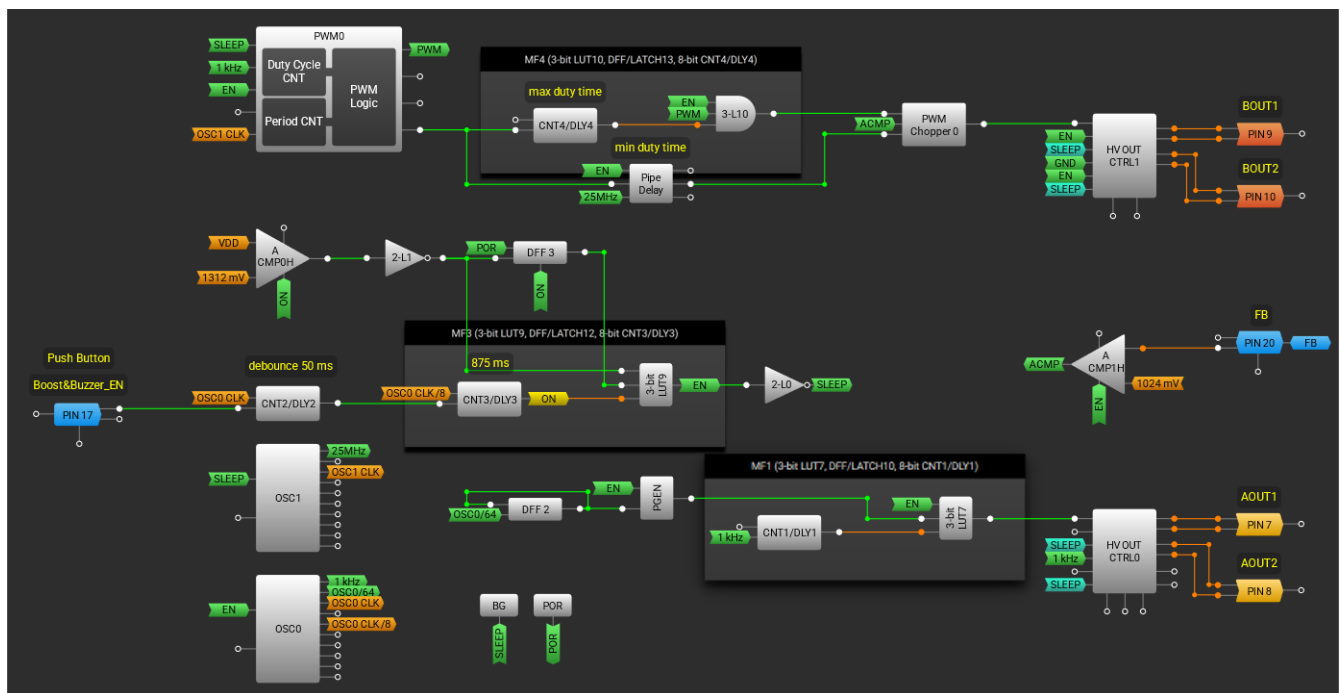 PWM0
SLEEP
1 kHz
EN
OSC1 CLK
Duty Cycle
CNT
Period CNT
PWM
Logic
PWM
MF4 (3-bit LUT10, DFF/LATCH13, 8-bit CNT4/DLY4)
max duty time
CNT4/DLY4
EN
PWM
3-L10
min duty time
EN
25MHz
Pipe
Delay
ACMP
PWM
Chopper 0
EN
SLEEP
GND
EN
SLEEP
HV OUT
CTRL1
BOUT1
PIN 9
BOUT2
PIN 10
VDD
1312 mV
A
CMP0H
ON
2-L1
POR
DFF 3
ON
MF3 (3-bit LUT9, DFF/LATCH12, 8-bit CNT3/DLY3)
875 ms
OSC0 CLK/8
CNT3/DLY3
ON
3-bit
LUT9
EN
2-L0
SLEEP
Push Button
Boost&Buzzer_EN
PIN 17
debounce 50 ms
OSC0 CLK
CNT2/DLY2
FB
PIN 20
FB
ACMP
A
CMP1H
1024 mV
EN
SLEEP
OSC1
25MHz
OSC1 CLK
OSC0/64
DFF 2
EN
PGEN
MF1 (3-bit LUT7, DFF/LATCH10, 8-bit CNT1/DLY1)
1 kHz
CNT1/DLY1
EN
3-bit
LUT7
SLEEP
1 kHz
SLEEP
HV OUT
CTRL0
AOUT1
PIN 7
AOUT2
PIN 8
EN
OSC0
1 kHz
OSC0/64
OSC0 CLK
OSC0 CLK/8
BG
SLEEP
POR
POR